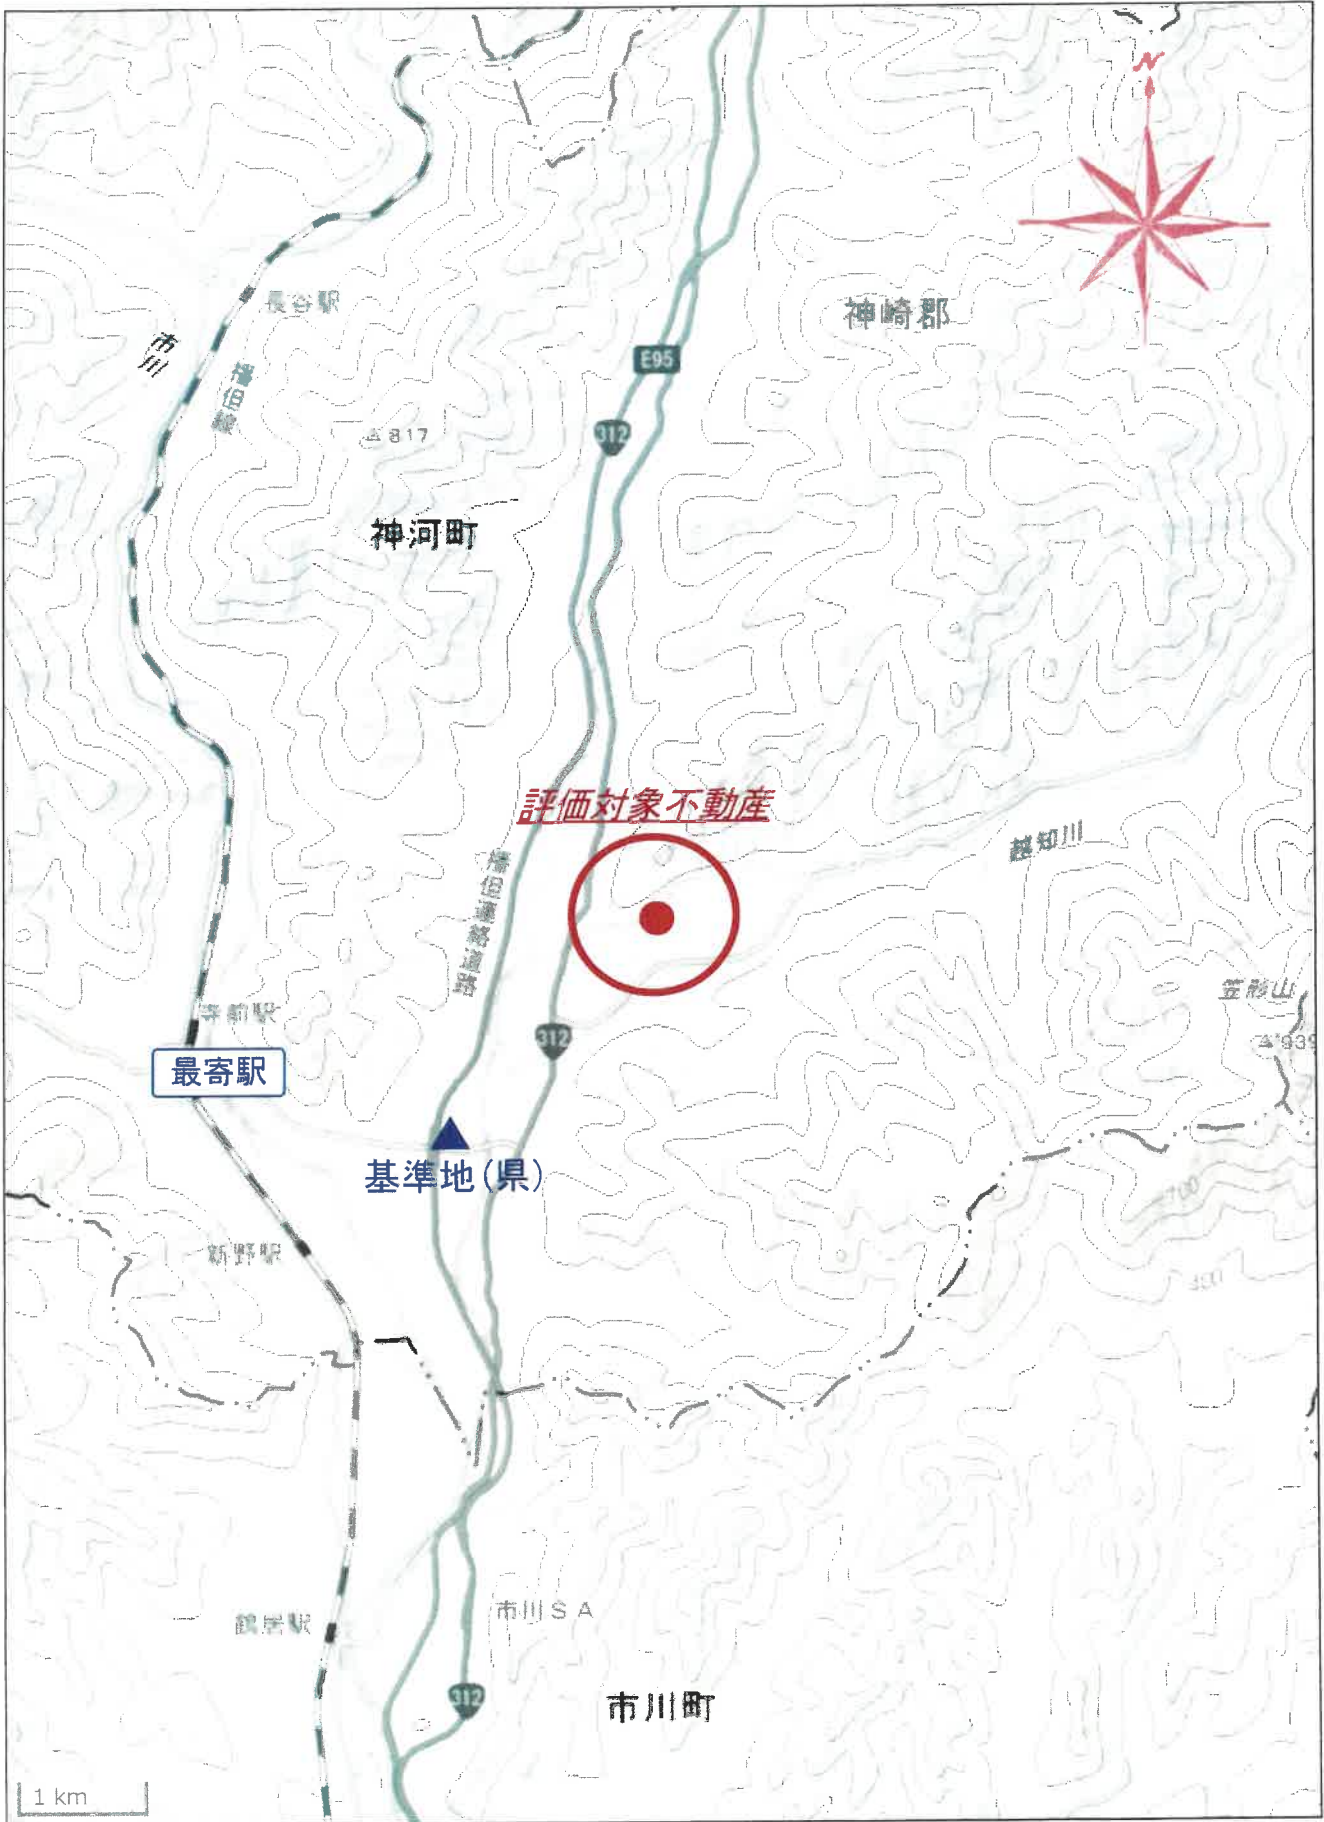 N
長谷駅
神崎郡
市川
播但線
E95
312
817
神河町
評価対象不動産
越知川
播但連絡道路
笠形山
939
寺前駅
312
最寄駅
基準地(県)
700
新野駅
400
鶴居駅
市川SA
312
市川町
1 km